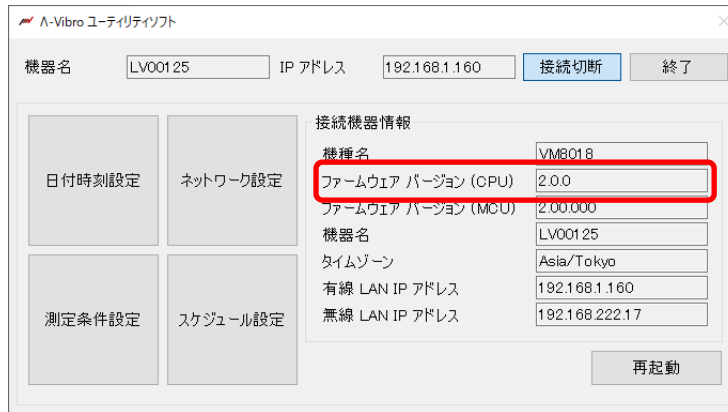 Λ-Vibro ユーティリティソフト
機器名 LV00125 IP アドレス 192.168.1.160 接続切断 終了
接続機器情報
機種名 VM8018
日付時刻設定 ネットワーク設定 ファームウェア バージョン (CPU) 2.0.0
ファームウェア バージョン (MCU) 2.00.000
機器名 LV00125
タイムゾーン Asia/Tokyo
有線 LAN IP アドレス 192.168.1.160
測定条件設定 スケジュール設定 無線 LAN IP アドレス 192.168.222.17
再起動